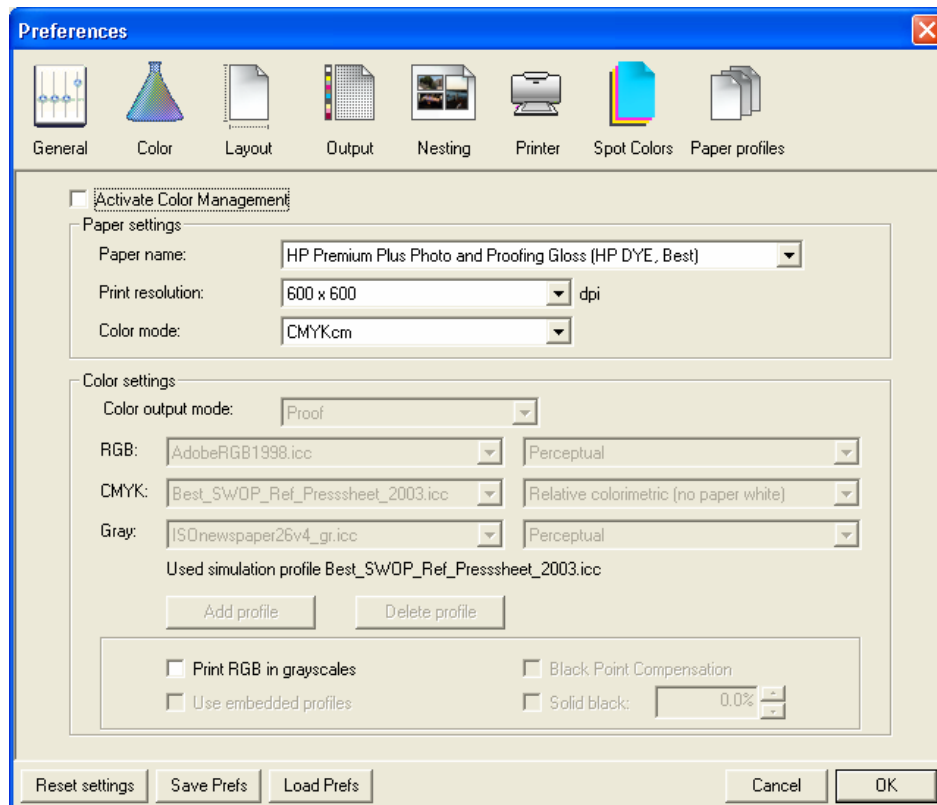 Preferences
General Color Layout Output Nesting Printer Spot Colors Paper profiles
Activate Color Management
Paper settings
Paper name: HP Premium Plus Photo and Proofing Gloss (HP DYE, Best)
Print resolution: 600 x 600 dpi
Color mode: CMYKcm
Color settings
Color output mode: Proof
RGB: AdobeRGB1998.icc Perceptual
CMYK: Best_SWOP_Ref_Presssheet_2003.icc Relative colorimetric (no paper white)
Gray: ISOnewspaper26v4_gr.icc Perceptual
Used simulation profile Best_SWOP_Ref_Presssheet_2003.icc
Add profile Delete profile
Print RGB in grayscales Black Point Compensation
Use embedded profiles Solid black: 0.0%
Reset settings Save Prefs Load Prefs Cancel OK